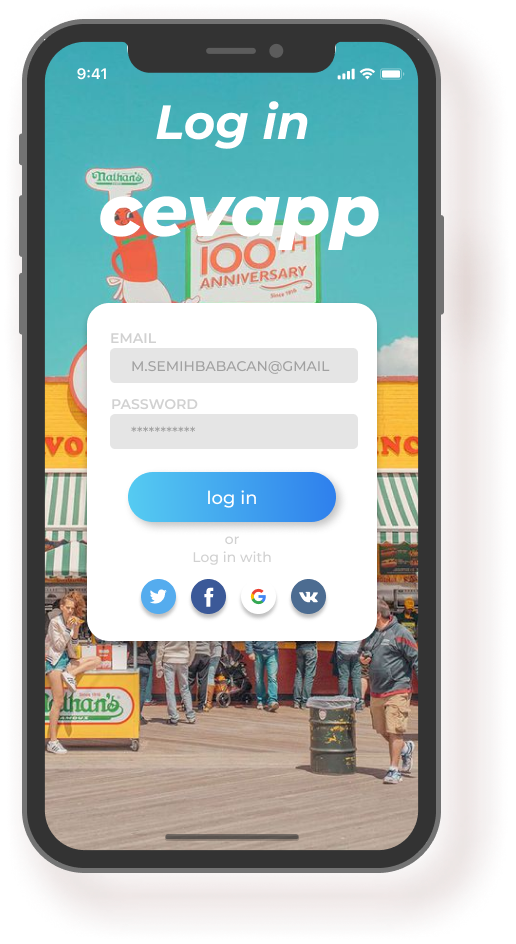 9:41
Log in
Nathan's
cevapp
100TH
ANNIVERSARY
Since 1916
EMAIL
M.SEMIHBABACAN@GMAIL
PASSWORD
***********
log in
or
Log in with
f
G
Nathan's
FAMOUS